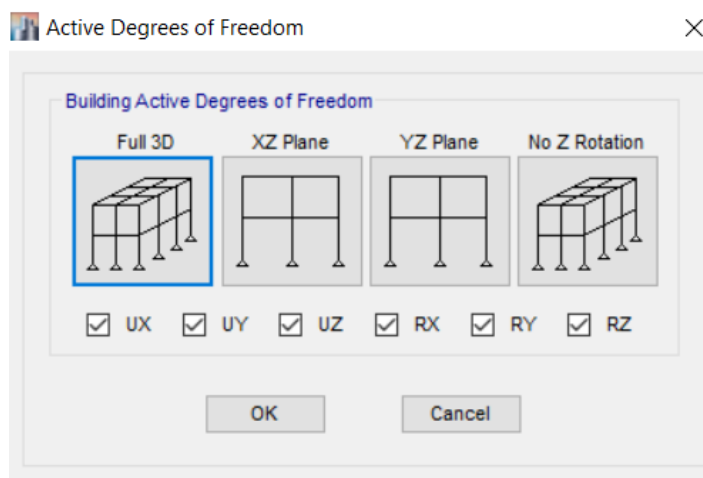 Active Degrees of Freedom
Building Active Degrees of Freedom
Full 3D XZ Plane YZ Plane No Z Rotation
UX UY UZ RX RY RZ
OK Cancel